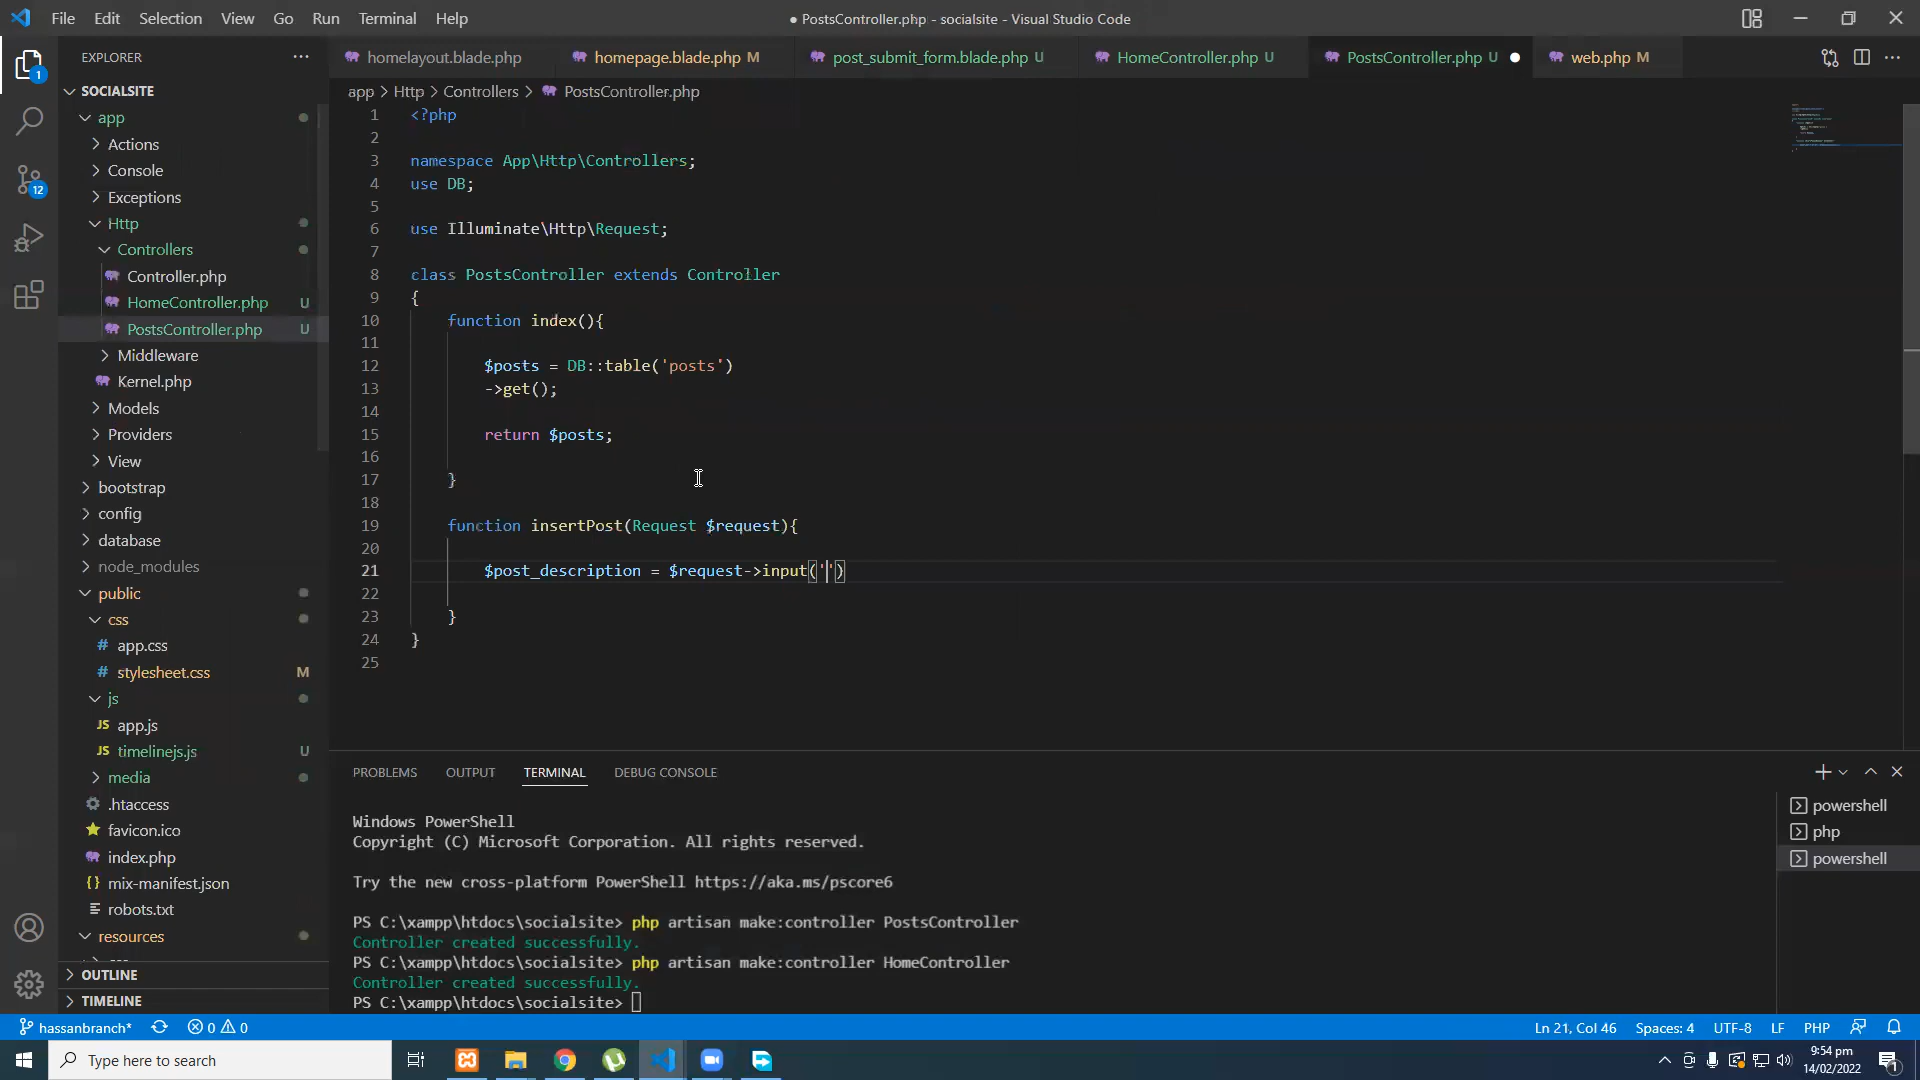 File Edit Selection View Go Run Terminal Help
● PostsController.php - socialsite - Visual Studio Code
EXPLORER
homelayout.blade.php
homepage.blade.php M
post_submit_form.blade.php U
HomeController.php U
PostsController.php U ●
web.php M
SOCIALSITE
app
Actions
Console
Exceptions
Http
Controllers
Controller.php
HomeController.php U
PostsController.php U
Middleware
Kernel.php
Models
Providers
View
bootstrap
config
database
node_modules
public
css
# app.css
# stylesheet.css M
js
JS app.js
JS timelinejs.js U
media
.htaccess
favicon.ico
index.php
{} mix-manifest.json
robots.txt
resources
OUTLINE
TIMELINE
1
12
app > Http > Controllers > PostsController.php
1 <?php
2
3 namespace App\Http\Controllers;
4 use DB;
5
6 use Illuminate\Http\Request;
7
8 class PostsController extends Controller
9 {
10 function index(){
11
12 $posts = DB::table('posts')
13 ->get();
14
15 return $posts;
16
17 }
18
19 function insertPost(Request $request){
20
21 $post_description = $request->input('')
22
23 }
24 }
25
PROBLEMS OUTPUT TERMINAL DEBUG CONSOLE
Windows PowerShell
Copyright (C) Microsoft Corporation. All rights reserved.
Try the new cross-platform PowerShell https://aka.ms/pscore6
PS C:\xampp\htdocs\socialsite> php artisan make:controller PostsController
Controller created successfully.
PS C:\xampp\htdocs\socialsite> php artisan make:controller HomeController
Controller created successfully.
PS C:\xampp\htdocs\socialsite>
powershell
php
powershell
hassanbranch* 0 0
Ln 21, Col 46 Spaces: 4 UTF-8 LF PHP
Type here to search
9:54 pm
14/02/2022
1